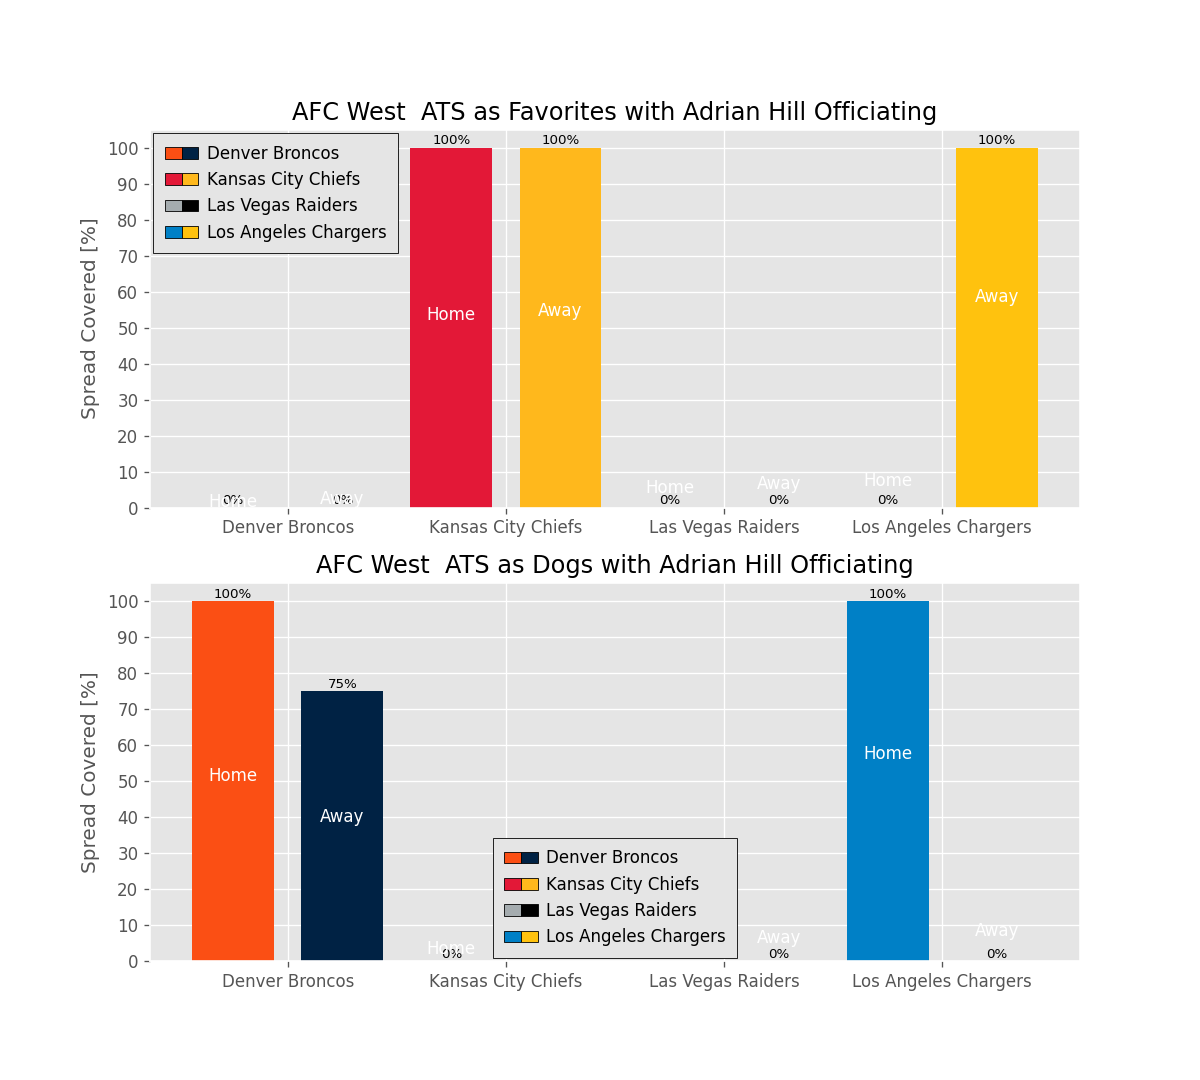 AFC West  ATS as Favorites with Adrian Hill Officiating
Spread Covered [%]
100
90
80
70
60
50
40
30
20
10
0
Denver Broncos
Kansas City Chiefs
Las Vegas Raiders
Los Angeles Chargers
0%
Home
0%
Away
100%
Home
100%
Away
0%
Home
0%
Away
0%
Home
100%
Away
Denver Broncos
Kansas City Chiefs
Las Vegas Raiders
Los Angeles Chargers
AFC West  ATS as Dogs with Adrian Hill Officiating
Spread Covered [%]
100
90
80
70
60
50
40
30
20
10
0
100%
Home
75%
Away
0%
Home
0%
Away
100%
Home
0%
Away
Denver Broncos
Kansas City Chiefs
Las Vegas Raiders
Los Angeles Chargers
Denver Broncos
Kansas City Chiefs
Las Vegas Raiders
Los Angeles Chargers